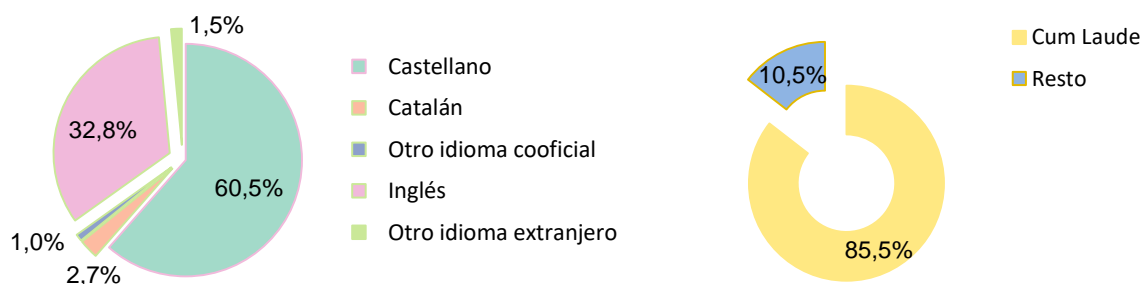 1,5%
32,8%
60,5%
1,0%
2,7%
Castellano
Catalán
Otro idioma cooficial
Inglés
Otro idioma extranjero
10,5%
85,5%
Cum Laude
Resto